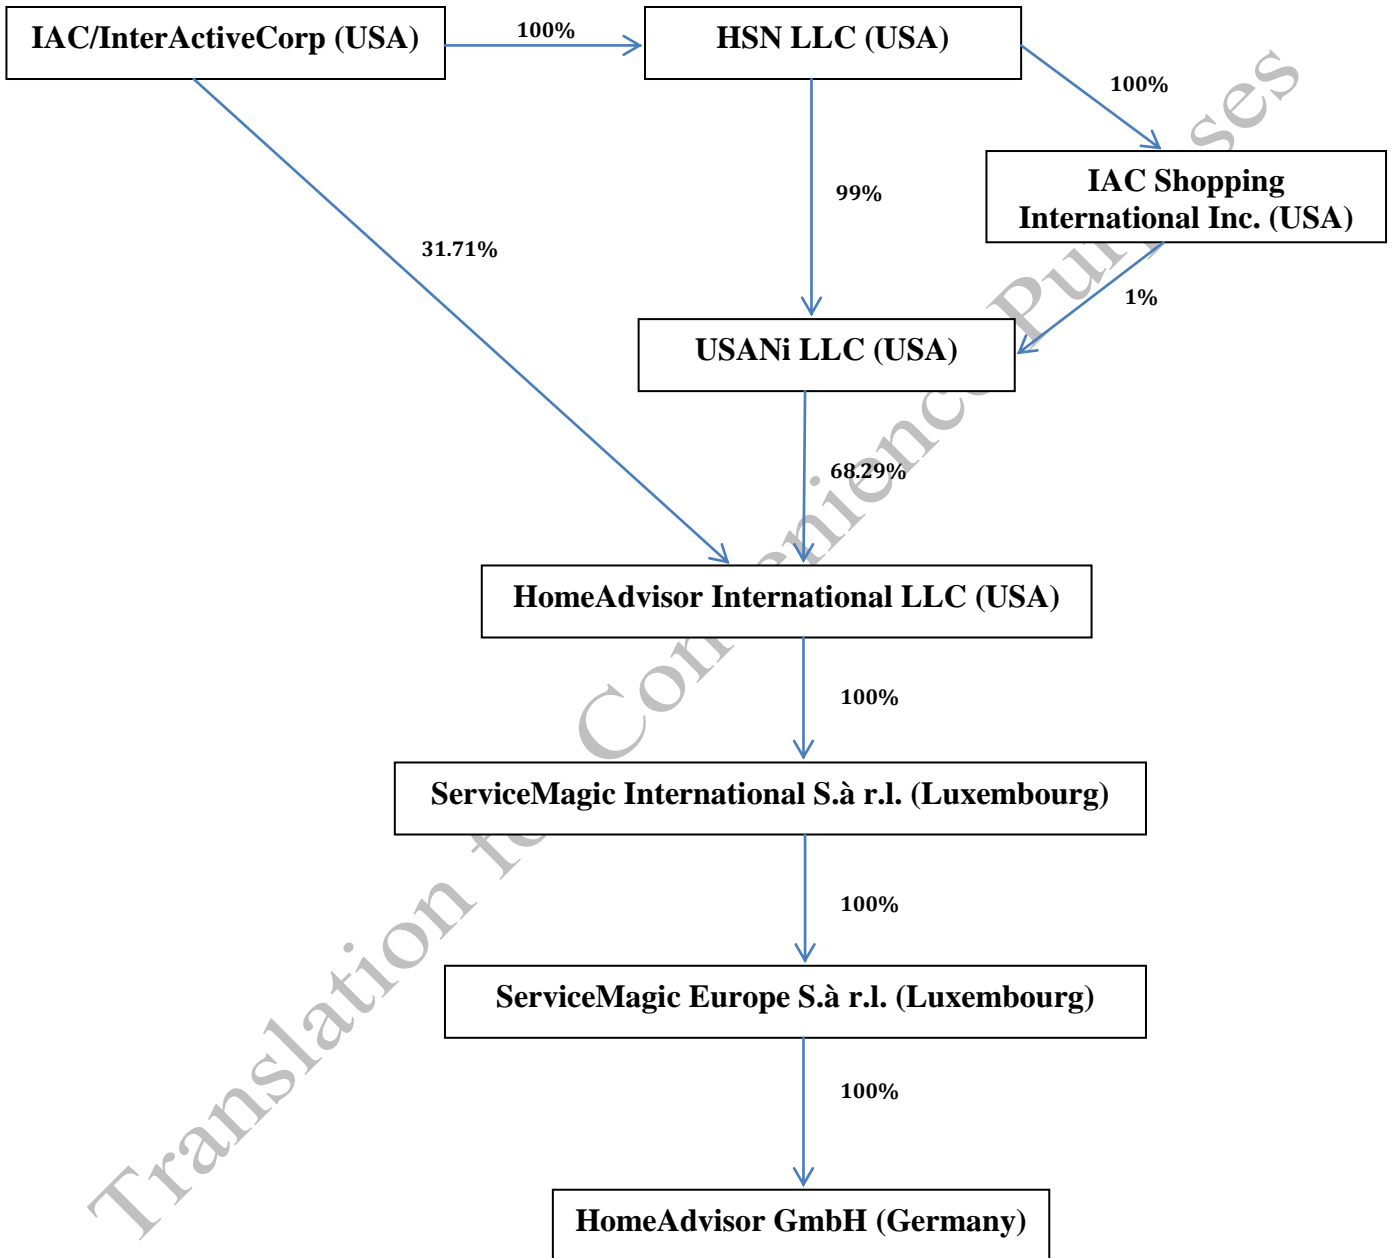 IAC/InterActiveCorp (USA)
100%
HSN LLC (USA)
100%
IAC Shopping
International Inc. (USA)
99%
31.71%
1%
USANi LLC (USA)
68.29%
HomeAdvisor International LLC (USA)
100%
ServiceMagic International S.à r.l. (Luxembourg)
100%
ServiceMagic Europe S.à r.l. (Luxembourg)
100%
HomeAdvisor GmbH (Germany)
Translation for Convenience Purposes